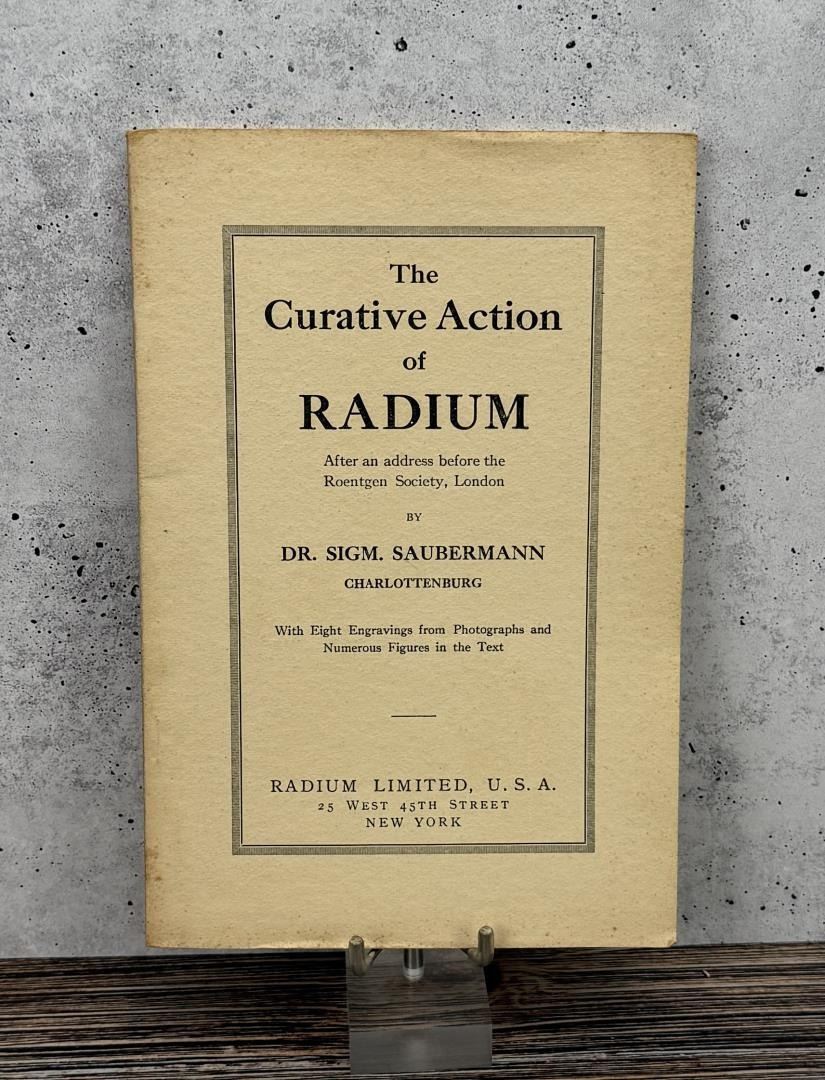 The
Curative Action
of
RADIUM
After an address before the
Roentgen Society, London
BY
DR. SIGM. SAUBERMANN
CHARLOTTENBURG
With Eight Engravings from Photographs and
Numerous Figures in the Text
RADIUM LIMITED, U. S. A.
25 WEST 45TH STREET
NEW YORK